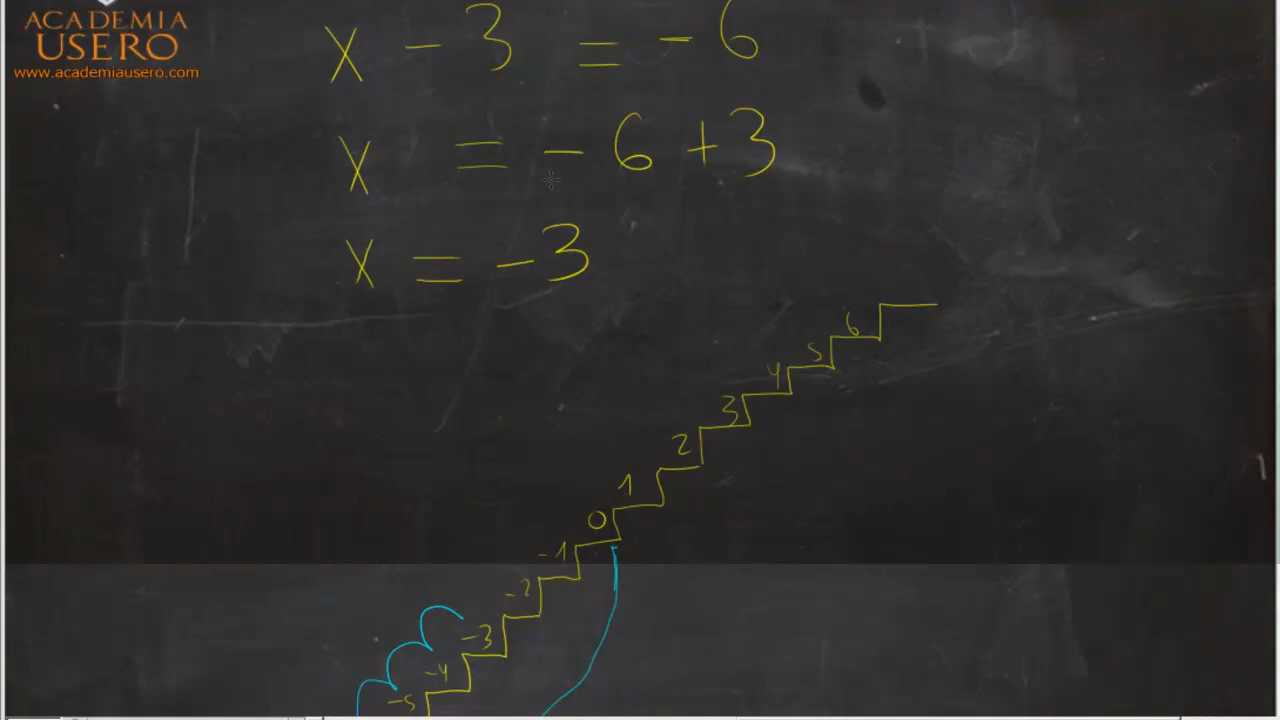 ACADEMIA
USERO
www.academiausero.com
x - 3 = - 6
x = - 6 + 3
x = - 3
6
5
4
3
2
1
0
-1
-2
-3
-4
-5